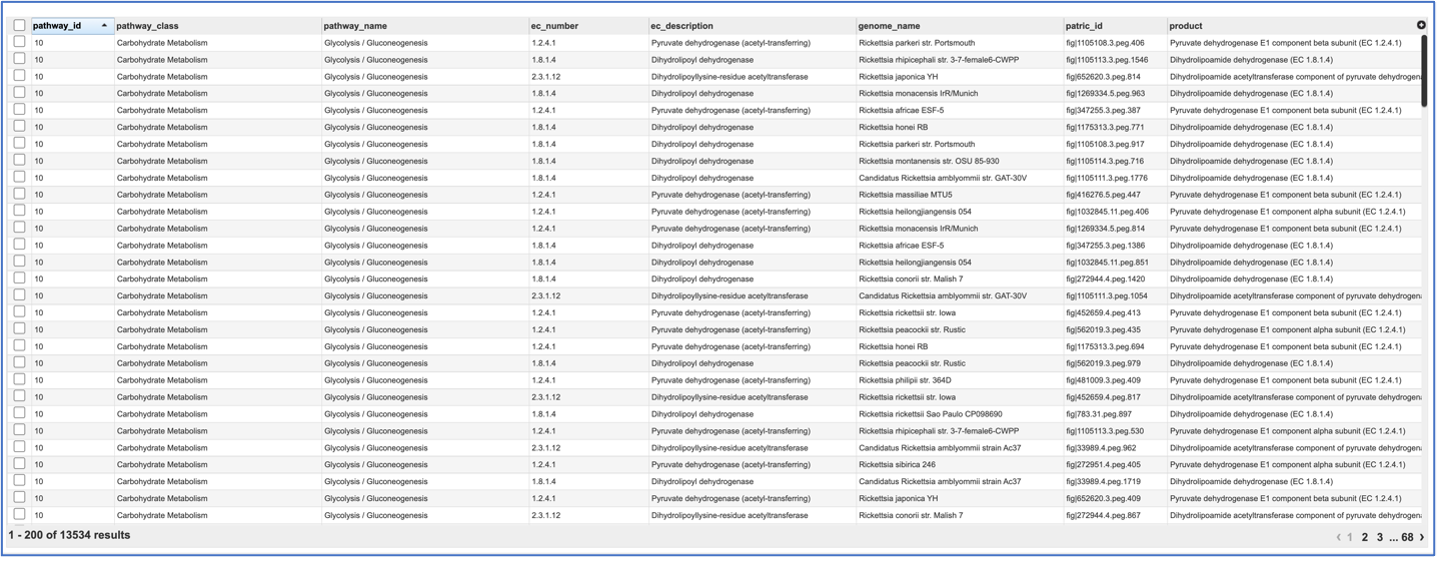 pathway_id pathway_class pathway_name ec_number ec_description genome_name patric_id product
10 Carbohydrate Metabolism Glycolysis / Gluconeogenesis 1.2.4.1 Pyruvate dehydrogenase (acetyl-transferring) Rickettsia parkeri str. Portsmouth fig|1105108.3.peg.406 Pyruvate dehydrogenase E1 component beta subunit (EC 1.2.4.1)
10 Carbohydrate Metabolism Glycolysis / Gluconeogenesis 1.8.1.4 Dihydrolipoyl dehydrogenase Rickettsia rhipicephali str. 3-7-female6-CWPP fig|1105113.3.peg.1546 Dihydrolipoamide dehydrogenase (EC 1.8.1.4)
10 Carbohydrate Metabolism Glycolysis / Gluconeogenesis 2.3.1.12 Dihydrolipoyllysine-residue acetyltransferase Rickettsia japonica YH fig|652620.3.peg.814 Dihydrolipoamide acetyltransferase component of pyruvate dehydrogena
10 Carbohydrate Metabolism Glycolysis / Gluconeogenesis 1.8.1.4 Dihydrolipoyl dehydrogenase Rickettsia monacensis IrR/Munich fig|1269334.5.peg.963 Dihydrolipoamide dehydrogenase (EC 1.8.1.4)
10 Carbohydrate Metabolism Glycolysis / Gluconeogenesis 1.2.4.1 Pyruvate dehydrogenase (acetyl-transferring) Rickettsia africae ESF-5 fig|347255.3.peg.387 Pyruvate dehydrogenase E1 component beta subunit (EC 1.2.4.1)
10 Carbohydrate Metabolism Glycolysis / Gluconeogenesis 1.8.1.4 Dihydrolipoyl dehydrogenase Rickettsia honei RB fig|1175313.3.peg.771 Dihydrolipoamide dehydrogenase (EC 1.8.1.4)
10 Carbohydrate Metabolism Glycolysis / Gluconeogenesis 1.8.1.4 Dihydrolipoyl dehydrogenase Rickettsia parkeri str. Portsmouth fig|1105108.3.peg.917 Dihydrolipoamide dehydrogenase (EC 1.8.1.4)
10 Carbohydrate Metabolism Glycolysis / Gluconeogenesis 1.8.1.4 Dihydrolipoyl dehydrogenase Rickettsia montanensis str. OSU 85-930 fig|1105114.3.peg.716 Dihydrolipoamide dehydrogenase (EC 1.8.1.4)
10 Carbohydrate Metabolism Glycolysis / Gluconeogenesis 1.8.1.4 Dihydrolipoyl dehydrogenase Candidatus Rickettsia amblyommii str. GAT-30V fig|1105111.3.peg.1776 Dihydrolipoamide dehydrogenase (EC 1.8.1.4)
10 Carbohydrate Metabolism Glycolysis / Gluconeogenesis 1.2.4.1 Pyruvate dehydrogenase (acetyl-transferring) Rickettsia massiliae MTU5 fig|416276.5.peg.447 Pyruvate dehydrogenase E1 component beta subunit (EC 1.2.4.1)
10 Carbohydrate Metabolism Glycolysis / Gluconeogenesis 1.2.4.1 Pyruvate dehydrogenase (acetyl-transferring) Rickettsia heilongjiangensis 054 fig|1032845.11.peg.406 Pyruvate dehydrogenase E1 component alpha subunit (EC 1.2.4.1)
10 Carbohydrate Metabolism Glycolysis / Gluconeogenesis 1.2.4.1 Pyruvate dehydrogenase (acetyl-transferring) Rickettsia monacensis IrR/Munich fig|1269334.5.peg.814 Pyruvate dehydrogenase E1 component beta subunit (EC 1.2.4.1)
10 Carbohydrate Metabolism Glycolysis / Gluconeogenesis 1.8.1.4 Dihydrolipoyl dehydrogenase Rickettsia africae ESF-5 fig|347255.3.peg.1386 Dihydrolipoamide dehydrogenase (EC 1.8.1.4)
10 Carbohydrate Metabolism Glycolysis / Gluconeogenesis 1.8.1.4 Dihydrolipoyl dehydrogenase Rickettsia heilongjiangensis 054 fig|1032845.11.peg.851 Dihydrolipoamide dehydrogenase (EC 1.8.1.4)
10 Carbohydrate Metabolism Glycolysis / Gluconeogenesis 1.8.1.4 Dihydrolipoyl dehydrogenase Rickettsia conorii str. Malish 7 fig|272944.4.peg.1420 Dihydrolipoamide dehydrogenase (EC 1.8.1.4)
10 Carbohydrate Metabolism Glycolysis / Gluconeogenesis 2.3.1.12 Dihydrolipoyllysine-residue acetyltransferase Candidatus Rickettsia amblyommii str. GAT-30V fig|1105111.3.peg.1054 Dihydrolipoamide acetyltransferase component of pyruvate dehydrogena
10 Carbohydrate Metabolism Glycolysis / Gluconeogenesis 1.2.4.1 Pyruvate dehydrogenase (acetyl-transferring) Rickettsia rickettsii str. Iowa fig|452659.4.peg.413 Pyruvate dehydrogenase E1 component beta subunit (EC 1.2.4.1)
10 Carbohydrate Metabolism Glycolysis / Gluconeogenesis 1.2.4.1 Pyruvate dehydrogenase (acetyl-transferring) Rickettsia peacockii str. Rustic fig|562019.3.peg.435 Pyruvate dehydrogenase E1 component alpha subunit (EC 1.2.4.1)
10 Carbohydrate Metabolism Glycolysis / Gluconeogenesis 1.2.4.1 Pyruvate dehydrogenase (acetyl-transferring) Rickettsia honei RB fig|1175313.3.peg.694 Pyruvate dehydrogenase E1 component beta subunit (EC 1.2.4.1)
10 Carbohydrate Metabolism Glycolysis / Gluconeogenesis 1.8.1.4 Dihydrolipoyl dehydrogenase Rickettsia peacockii str. Rustic fig|562019.3.peg.979 Dihydrolipoamide dehydrogenase (EC 1.8.1.4)
10 Carbohydrate Metabolism Glycolysis / Gluconeogenesis 1.2.4.1 Pyruvate dehydrogenase (acetyl-transferring) Rickettsia philipii str. 364D fig|481009.3.peg.409 Pyruvate dehydrogenase E1 component beta subunit (EC 1.2.4.1)
10 Carbohydrate Metabolism Glycolysis / Gluconeogenesis 2.3.1.12 Dihydrolipoyllysine-residue acetyltransferase Rickettsia rickettsii str. Iowa fig|452659.4.peg.817 Dihydrolipoamide acetyltransferase component of pyruvate dehydrogena
10 Carbohydrate Metabolism Glycolysis / Gluconeogenesis 1.8.1.4 Dihydrolipoyl dehydrogenase Rickettsia rickettsii Sao Paulo CP098690 fig|783.31.peg.897 Dihydrolipoamide dehydrogenase (EC 1.8.1.4)
10 Carbohydrate Metabolism Glycolysis / Gluconeogenesis 1.2.4.1 Pyruvate dehydrogenase (acetyl-transferring) Rickettsia rhipicephali str. 3-7-female6-CWPP fig|1105113.3.peg.530 Pyruvate dehydrogenase E1 component alpha subunit (EC 1.2.4.1)
10 Carbohydrate Metabolism Glycolysis / Gluconeogenesis 2.3.1.12 Dihydrolipoyllysine-residue acetyltransferase Candidatus Rickettsia amblyommii strain Ac37 fig|33989.4.peg.962 Dihydrolipoamide acetyltransferase component of pyruvate dehydrogena
10 Carbohydrate Metabolism Glycolysis / Gluconeogenesis 1.2.4.1 Pyruvate dehydrogenase (acetyl-transferring) Rickettsia sibirica 246 fig|272951.4.peg.405 Pyruvate dehydrogenase E1 component alpha subunit (EC 1.2.4.1)
10 Carbohydrate Metabolism Glycolysis / Gluconeogenesis 1.8.1.4 Dihydrolipoyl dehydrogenase Candidatus Rickettsia amblyommii strain Ac37 fig|33989.4.peg.1719 Dihydrolipoamide dehydrogenase (EC 1.8.1.4)
10 Carbohydrate Metabolism Glycolysis / Gluconeogenesis 1.2.4.1 Pyruvate dehydrogenase (acetyl-transferring) Rickettsia japonica YH fig|652620.3.peg.409 Pyruvate dehydrogenase E1 component beta subunit (EC 1.2.4.1)
10 Carbohydrate Metabolism Glycolysis / Gluconeogenesis 2.3.1.12 Dihydrolipoyllysine-residue acetyltransferase Rickettsia conorii str. Malish 7 fig|272944.4.peg.867 Dihydrolipoamide acetyltransferase component of pyruvate dehydrogena
1 - 200 of 13534 results ‹ 1 2 3 ... 68 ›